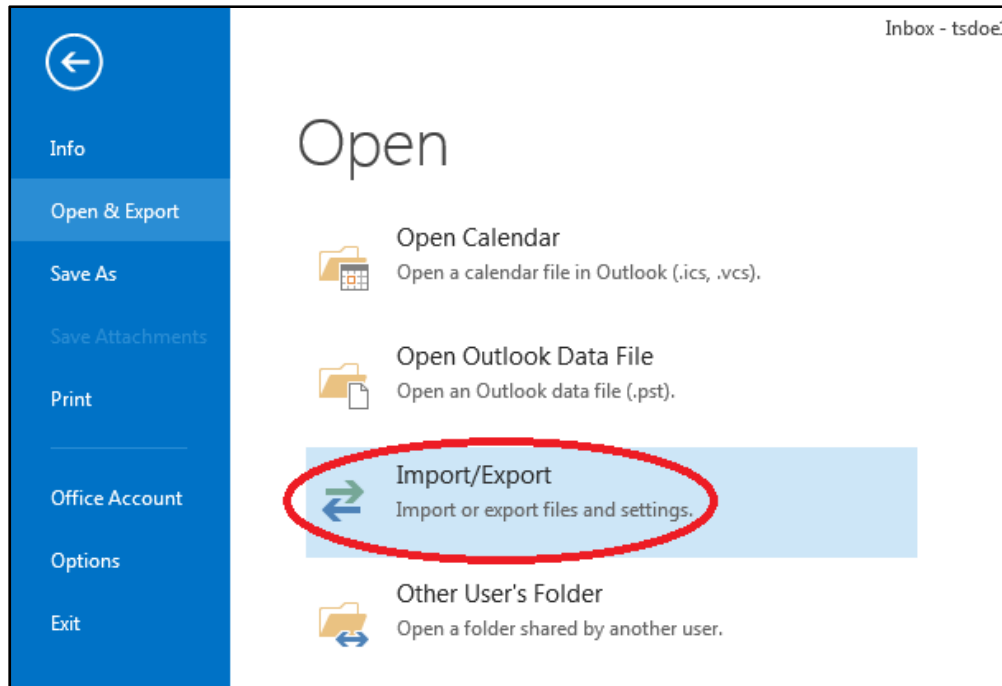 Inbox - tsdoe
Info
Open & Export
Save As
Save Attachments
Print
Office Account
Options
Exit
Open
Open Calendar
Open a calendar file in Outlook (.ics, .vcs).
Open Outlook Data File
Open an Outlook data file (.pst).
Import/Export
Import or export files and settings.
Other User's Folder
Open a folder shared by another user.